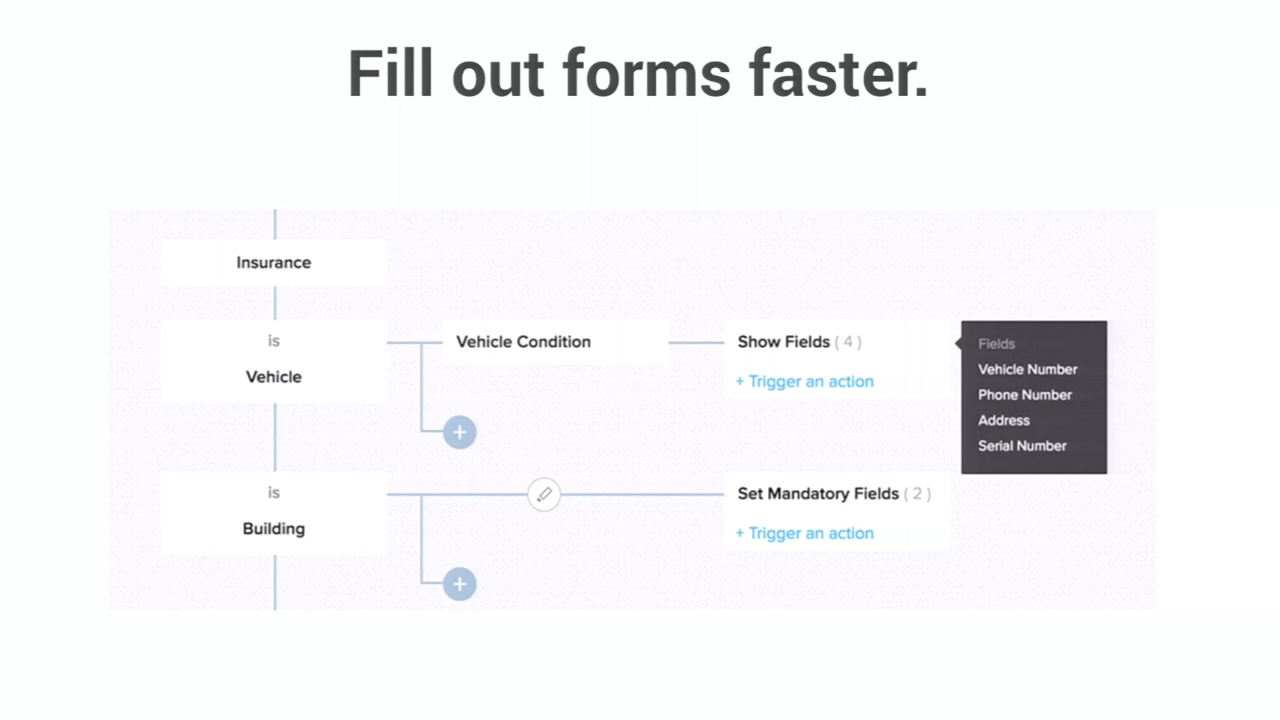 Fill out forms faster.
Insurance
is
Vehicle
Vehicle Condition
Show Fields ( 4 )
+ Trigger an action
Fields
Vehicle Number
Phone Number
Address
Serial Number
is
Building
Set Mandatory Fields ( 2 )
+ Trigger an action